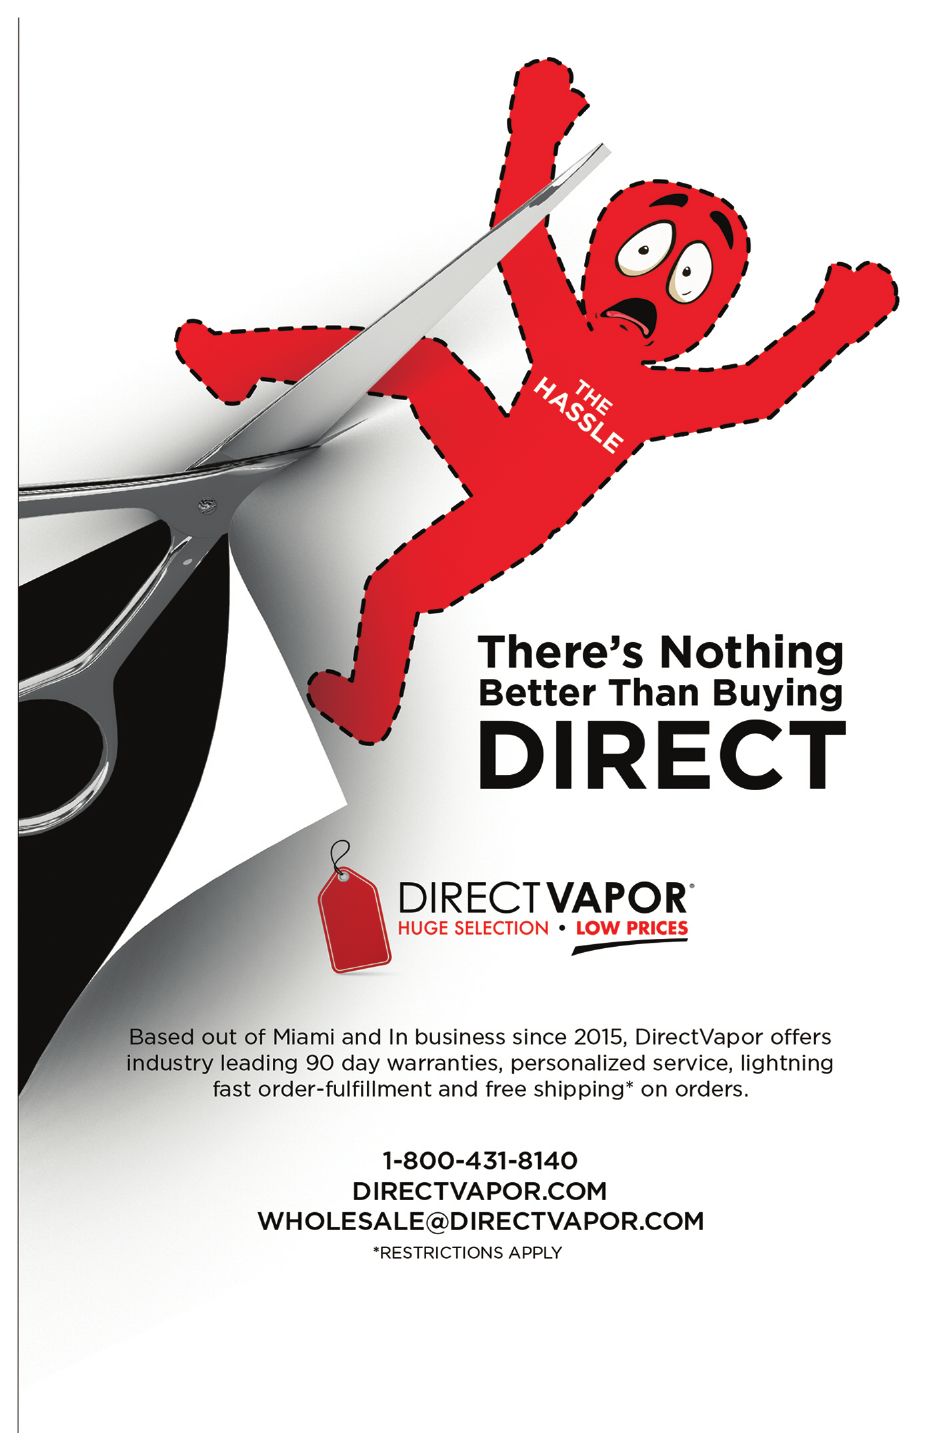 THE
HASSLE
There's Nothing
Better Than Buying
DIRECT
DIRECTVAPOR®
HUGE SELECTION • LOW PRICES
Based out of Miami and In business since 2015, DirectVapor offers
industry leading 90 day warranties, personalized service, lightning
fast order-fulfillment and free shipping* on orders.
1-800-431-8140
DIRECTVAPOR.COM
WHOLESALE@DIRECTVAPOR.COM
*RESTRICTIONS APPLY